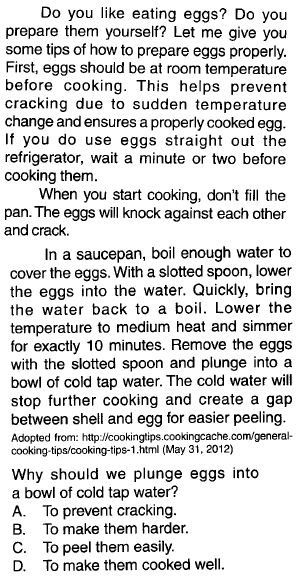 Do you like eating eggs? Do you
prepare them yourself? Let me give you
some tips of how to prepare eggs properly.
First, eggs should be at room temperature
before cooking. This helps prevent
cracking due to sudden temperature
change and ensures a properly cooked egg.
If you do use eggs straight out the
refrigerator, wait a minute or two before
cooking them.
When you start cooking, don't fill the
pan. The eggs will knock against each other
and crack.
In a saucepan, boil enough water to
cover the eggs. With a slotted spoon, lower
the eggs into the water. Quickly, bring
the water back to a boil. Lower the
temperature to medium heat and simmer
for exactly 10 minutes. Remove the eggs
with the slotted spoon and plunge into a
bowl of cold tap water. The cold water will
stop further cooking and create a gap
between shell and egg for easier peeling.
Adopted from: http://cookingtips.cookingcache.com/general-
cooking-tips/cooking-tips-1.html (May 31, 2012)
Why should we plunge eggs into
a bowl of cold tap water?
A. To prevent cracking.
B. To make them harder.
C. To peel them easily.
D. To make them cooked well.